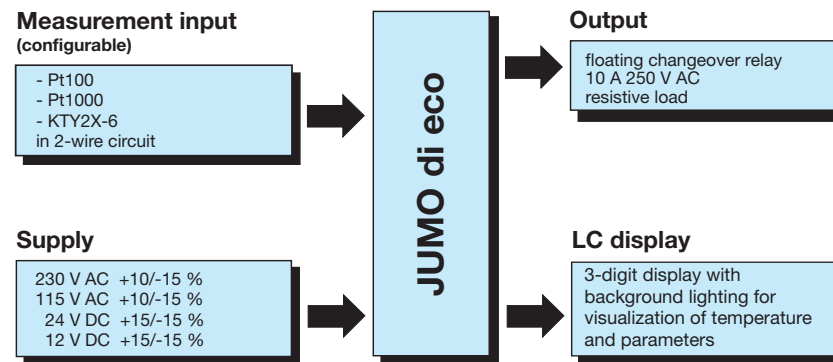 Measurement input
(configurable)
- Pt100
- Pt1000
- KTY2X-6
in 2-wire circuit
Supply
230 V AC +10/-15 %
115 V AC +10/-15 %
24 V DC +15/-15 %
12 V DC +15/-15 %
JUMO di eco
Output
floating changeover relay
10 A 250 V AC
resistive load
LC display
3-digit display with
background lighting for
visualization of temperature
and parameters